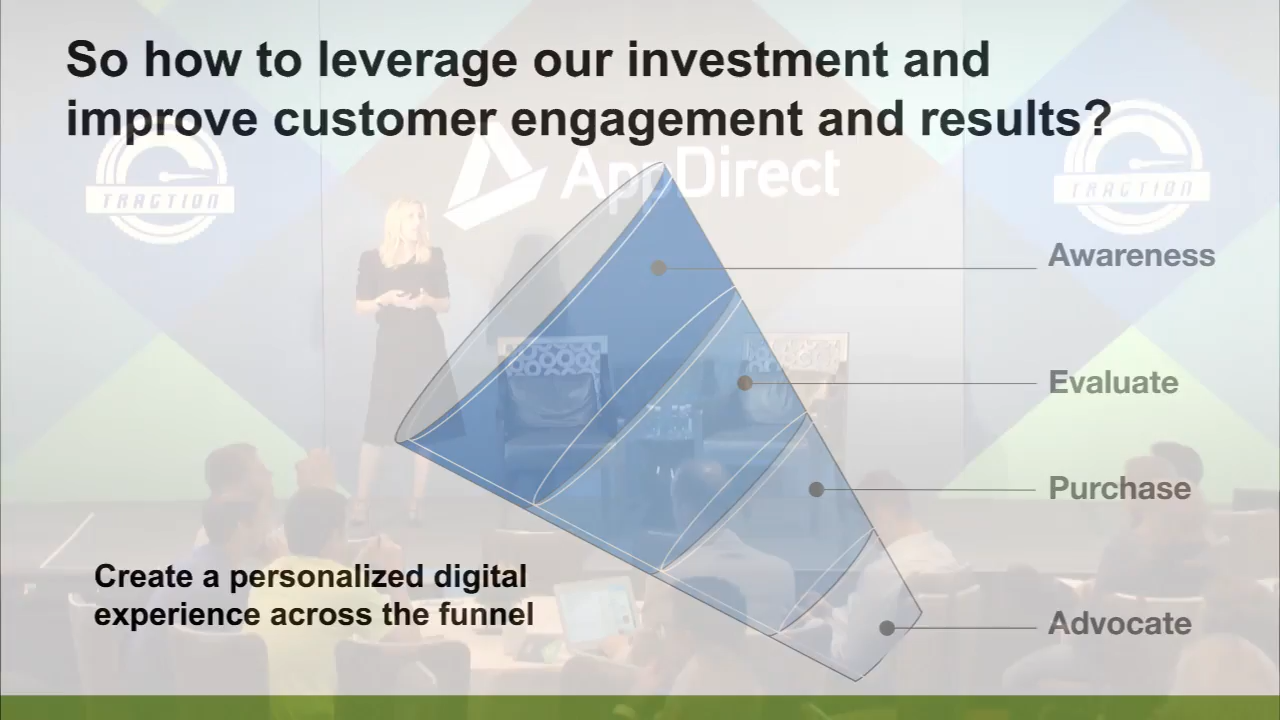 So how to leverage our investment and
improve customer engagement and results?
TRACTION
AppDirect
TRACTION
Awareness
Evaluate
Purchase
Create a personalized digital
experience across the funnel
Advocate